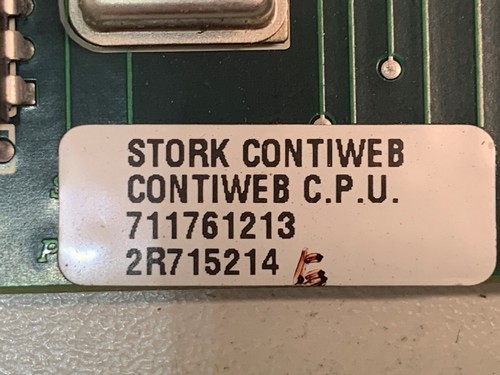 STORK CONTIWEB
CONTIWEB C.P.U.
711761213
2R715214